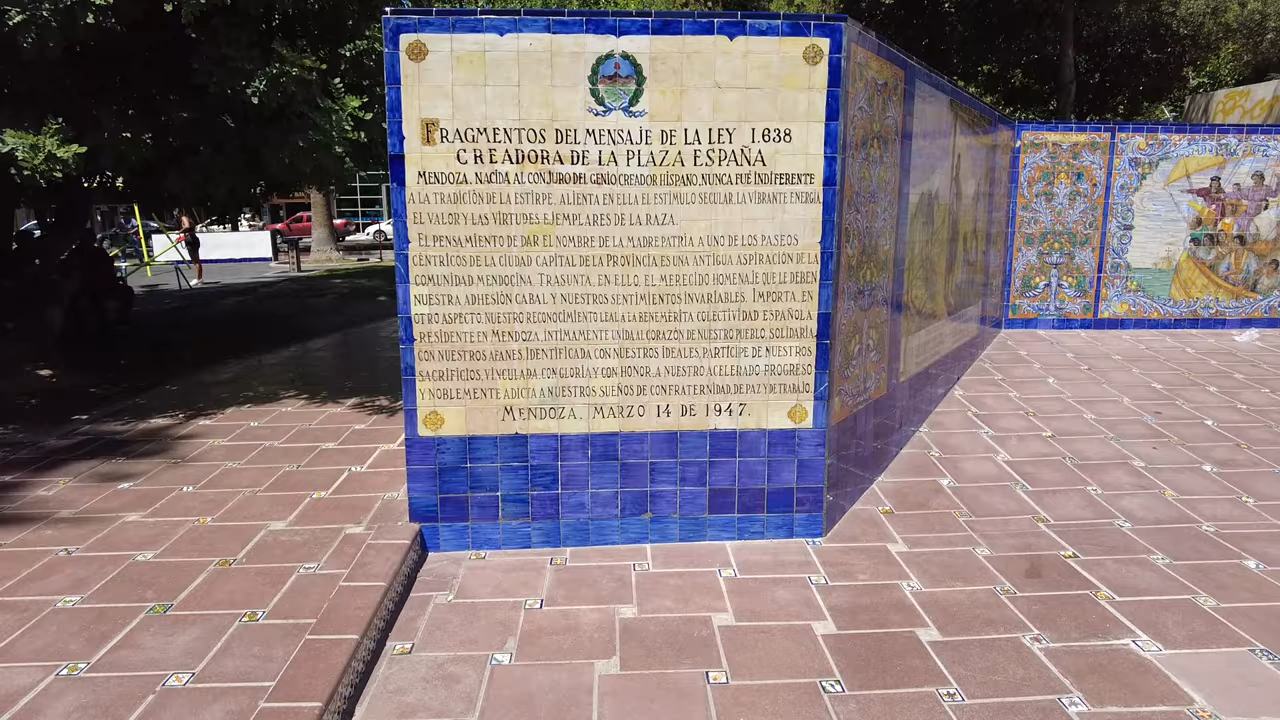 FRAGMENTOS DEL MENSAJE DE LA LEY 1.638
CREADORA DE LA PLAZA ESPAÑA
MENDOZA, NACIDA AL CONJURO DEL GENIO CREADOR HISPANO, NUNCA FUÉ INDIFERENTE
A LA TRADICIÓN DE LA ESTIRPE. ALIENTA EN ELLA EL ESTÍMULO SECULAR, LA VIBRANTE ENERGÍA,
EL VALOR Y LAS VIRTUDES EJEMPLARES DE LA RAZA.
EL PENSAMIENTO DE DAR EL NOMBRE DE LA MADRE PATRIA A UNO DE LOS PASEOS
CÉNTRICOS DE LA CIUDAD CAPITAL DE LA PROVINCIA ES UNA ANTIGUA ASPIRACIÓN DE LA
COMUNIDAD MENDOCINA. TRASUNTA, EN ELLO, EL MERECIDO HOMENAJE QUE LE DEBEN
NUESTRA ADHESIÓN CABAL Y NUESTROS SENTIMIENTOS INVARIABLES. IMPORTA, EN
OTRO ASPECTO, NUESTRO RECONOCIMIENTO LEAL A LA BENEMÉRITA COLECTIVIDAD ESPAÑOLA
RESIDENTE EN MENDOZA, INTIMAMENTE UNIDA AL CORAZÓN DE NUESTRO PUEBLO, SOLIDARIA
CON NUESTROS AFANES, IDENTIFICADA CON NUESTROS IDEALES, PARTÍCIPE DE NUESTROS
SACRIFICIOS, VINCULADA, CON GLORIA Y CON HONOR, A NUESTRO ACELERADO PROGRESO
Y NOBLEMENTE ADICTA A NUESTROS SUEÑOS DE CONFRATERNIDAD, DE PAZ Y DE TRABAJO.
MENDOZA, MARZO 14 DE 1947.